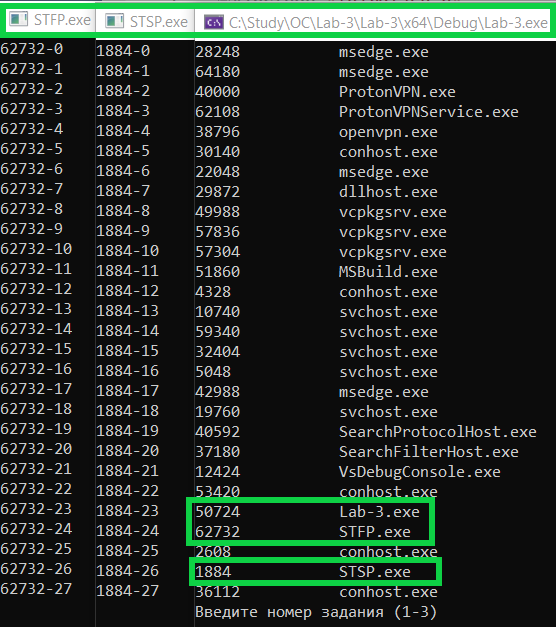 STFP.exe STSP.exe C:\Study\OC\Lab-3\Lab-3\x64\Debug\Lab-3.exe
62732-0 1884-0 28248 msedge.exe
62732-1 1884-1 64180 msedge.exe
62732-2 1884-2 40000 ProtonVPN.exe
62732-3 1884-3 62108 ProtonVPNService.exe
62732-4 1884-4 38796 openvpn.exe
62732-5 1884-5 30140 conhost.exe
62732-6 1884-6 22048 msedge.exe
62732-7 1884-7 29872 dllhost.exe
62732-8 1884-8 49988 vcpkgsrv.exe
62732-9 1884-9 57836 vcpkgsrv.exe
62732-10 1884-10 57304 vcpkgsrv.exe
62732-11 1884-11 51860 MSBuild.exe
62732-12 1884-12 4328 conhost.exe
62732-13 1884-13 10740 svchost.exe
62732-14 1884-14 59340 svchost.exe
62732-15 1884-15 32404 svchost.exe
62732-16 1884-16 5048 svchost.exe
62732-17 1884-17 42988 msedge.exe
62732-18 1884-18 19760 svchost.exe
62732-19 1884-19 40592 SearchProtocolHost.exe
62732-20 1884-20 37180 SearchFilterHost.exe
62732-21 1884-21 12424 VsDebugConsole.exe
62732-22 1884-22 53420 conhost.exe
62732-23 1884-23 50724 Lab-3.exe
62732-24 1884-24 62732 STFP.exe
62732-25 1884-25 2608 conhost.exe
62732-26 1884-26 1884 STSP.exe
62732-27 1884-27 36112 conhost.exe
Введите номер задания (1-3)